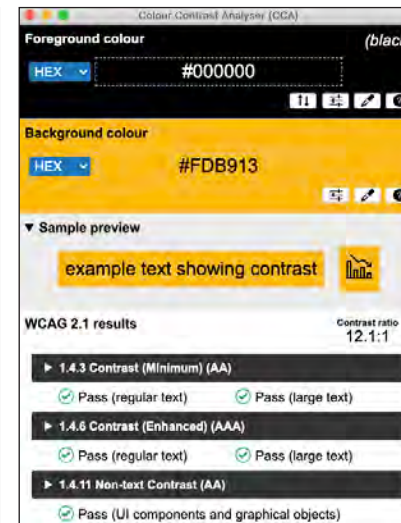 Colour Contrast Analyser (CCA)
Foreground colour (blac
HEX #000000
Background colour
HEX #FDB913
▼ Sample preview
example text showing contrast
WCAG 2.1 results Contrast ratio
12.1:1
▶ 1.4.3 Contrast (Minimum) (AA)
Pass (regular text) Pass (large text)
▶ 1.4.6 Contrast (Enhanced) (AAA)
Pass (regular text) Pass (large text)
▶ 1.4.11 Non-text Contrast (AA)
Pass (UI components and graphical objects)